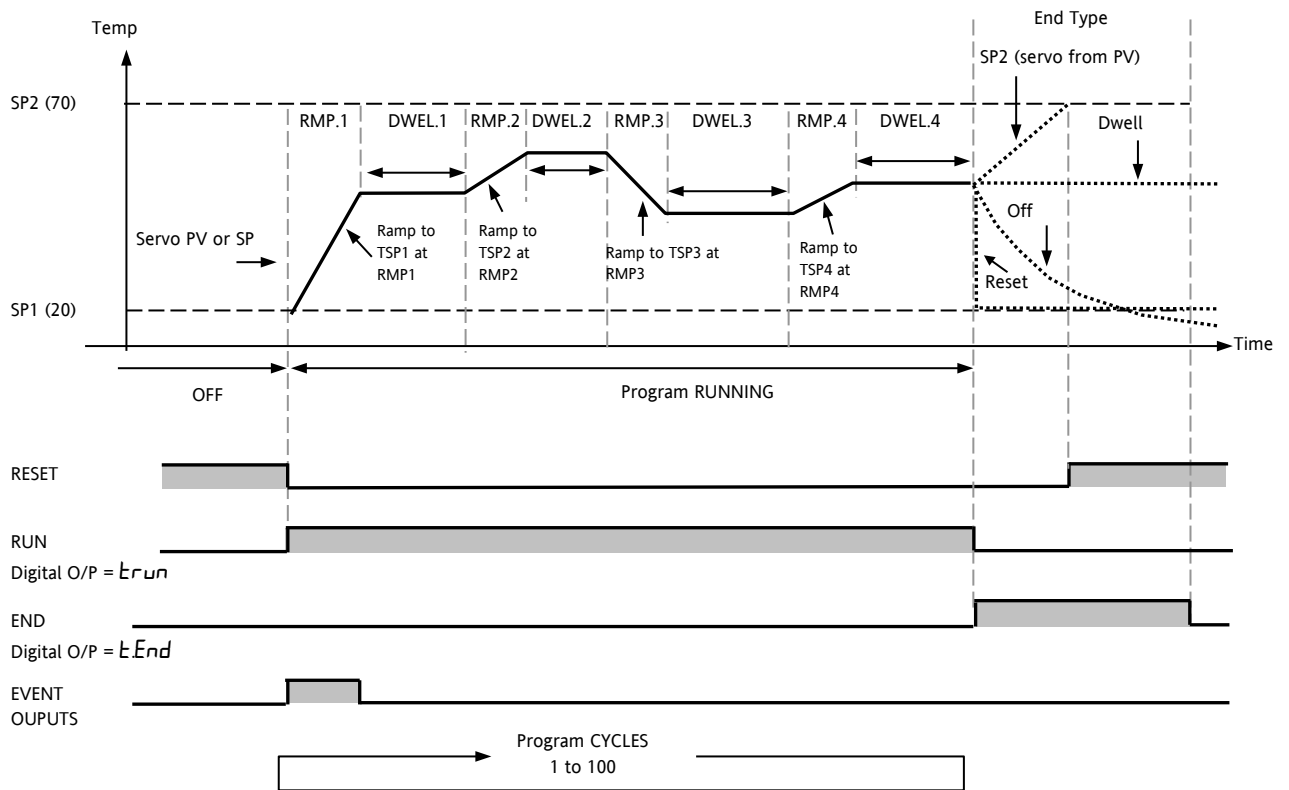 End Type
Temp
SP2 (servo from PV)
SP2 (70)
RMP.1
DWEL.1
RMP.2
DWEL.2
RMP.3
DWEL.3
RMP.4
DWEL.4
Dwell
Servo PV or SP
Ramp to
TSP1 at
RMP1
Ramp to
TSP2 at
RMP2
Ramp to TSP3 at
RMP3
Ramp to
TSP4 at
RMP4
Off
Reset
SP1 (20)
Time
OFF
Program RUNNING
RESET
RUN
Digital O/P = trun
END
Digital O/P = t.End
EVENT
OUPUTS
Program CYCLES
1 to 100